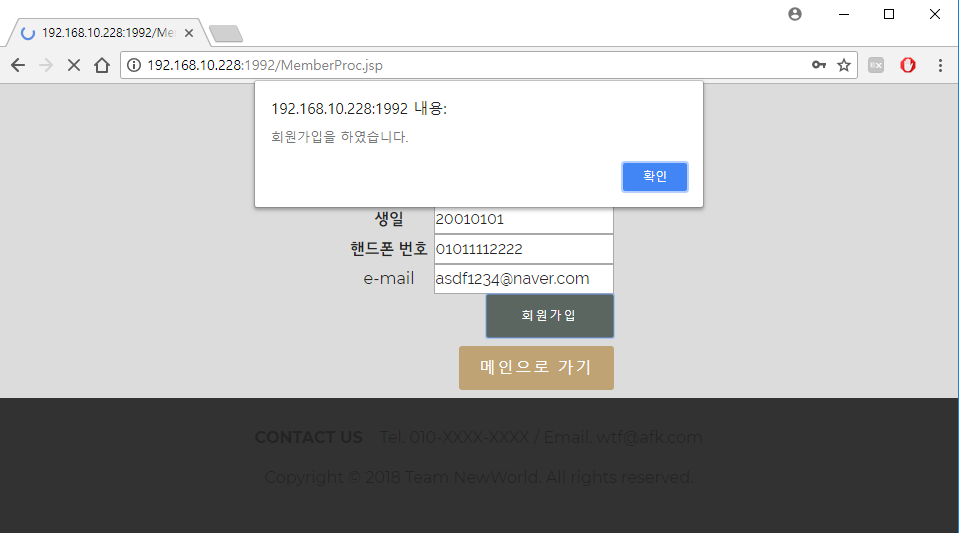 192.168.10.228:1992/Me
192.168.10.228:1992/MemberProc.jsp
192.168.10.228:1992 내용:
회원가입을 하였습니다.
확인
생일 20010101
핸드폰 번호 01011112222
e-mail asdf1234@naver.com
회원가입
메인으로 가기
CONTACT US Tel. 010-XXXX-XXXX / Email. wtf@afk.com
Copyright © 2018 Team NewWorld. All rights reserved.